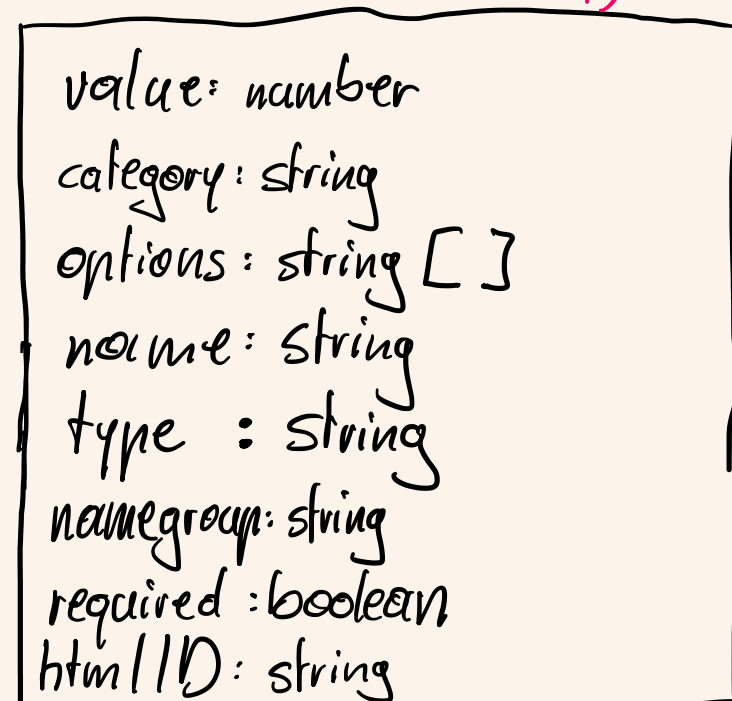 value: number
category: string
options: string []
name: string
type : string
namegroup: string
required : boolean
htmlID: string